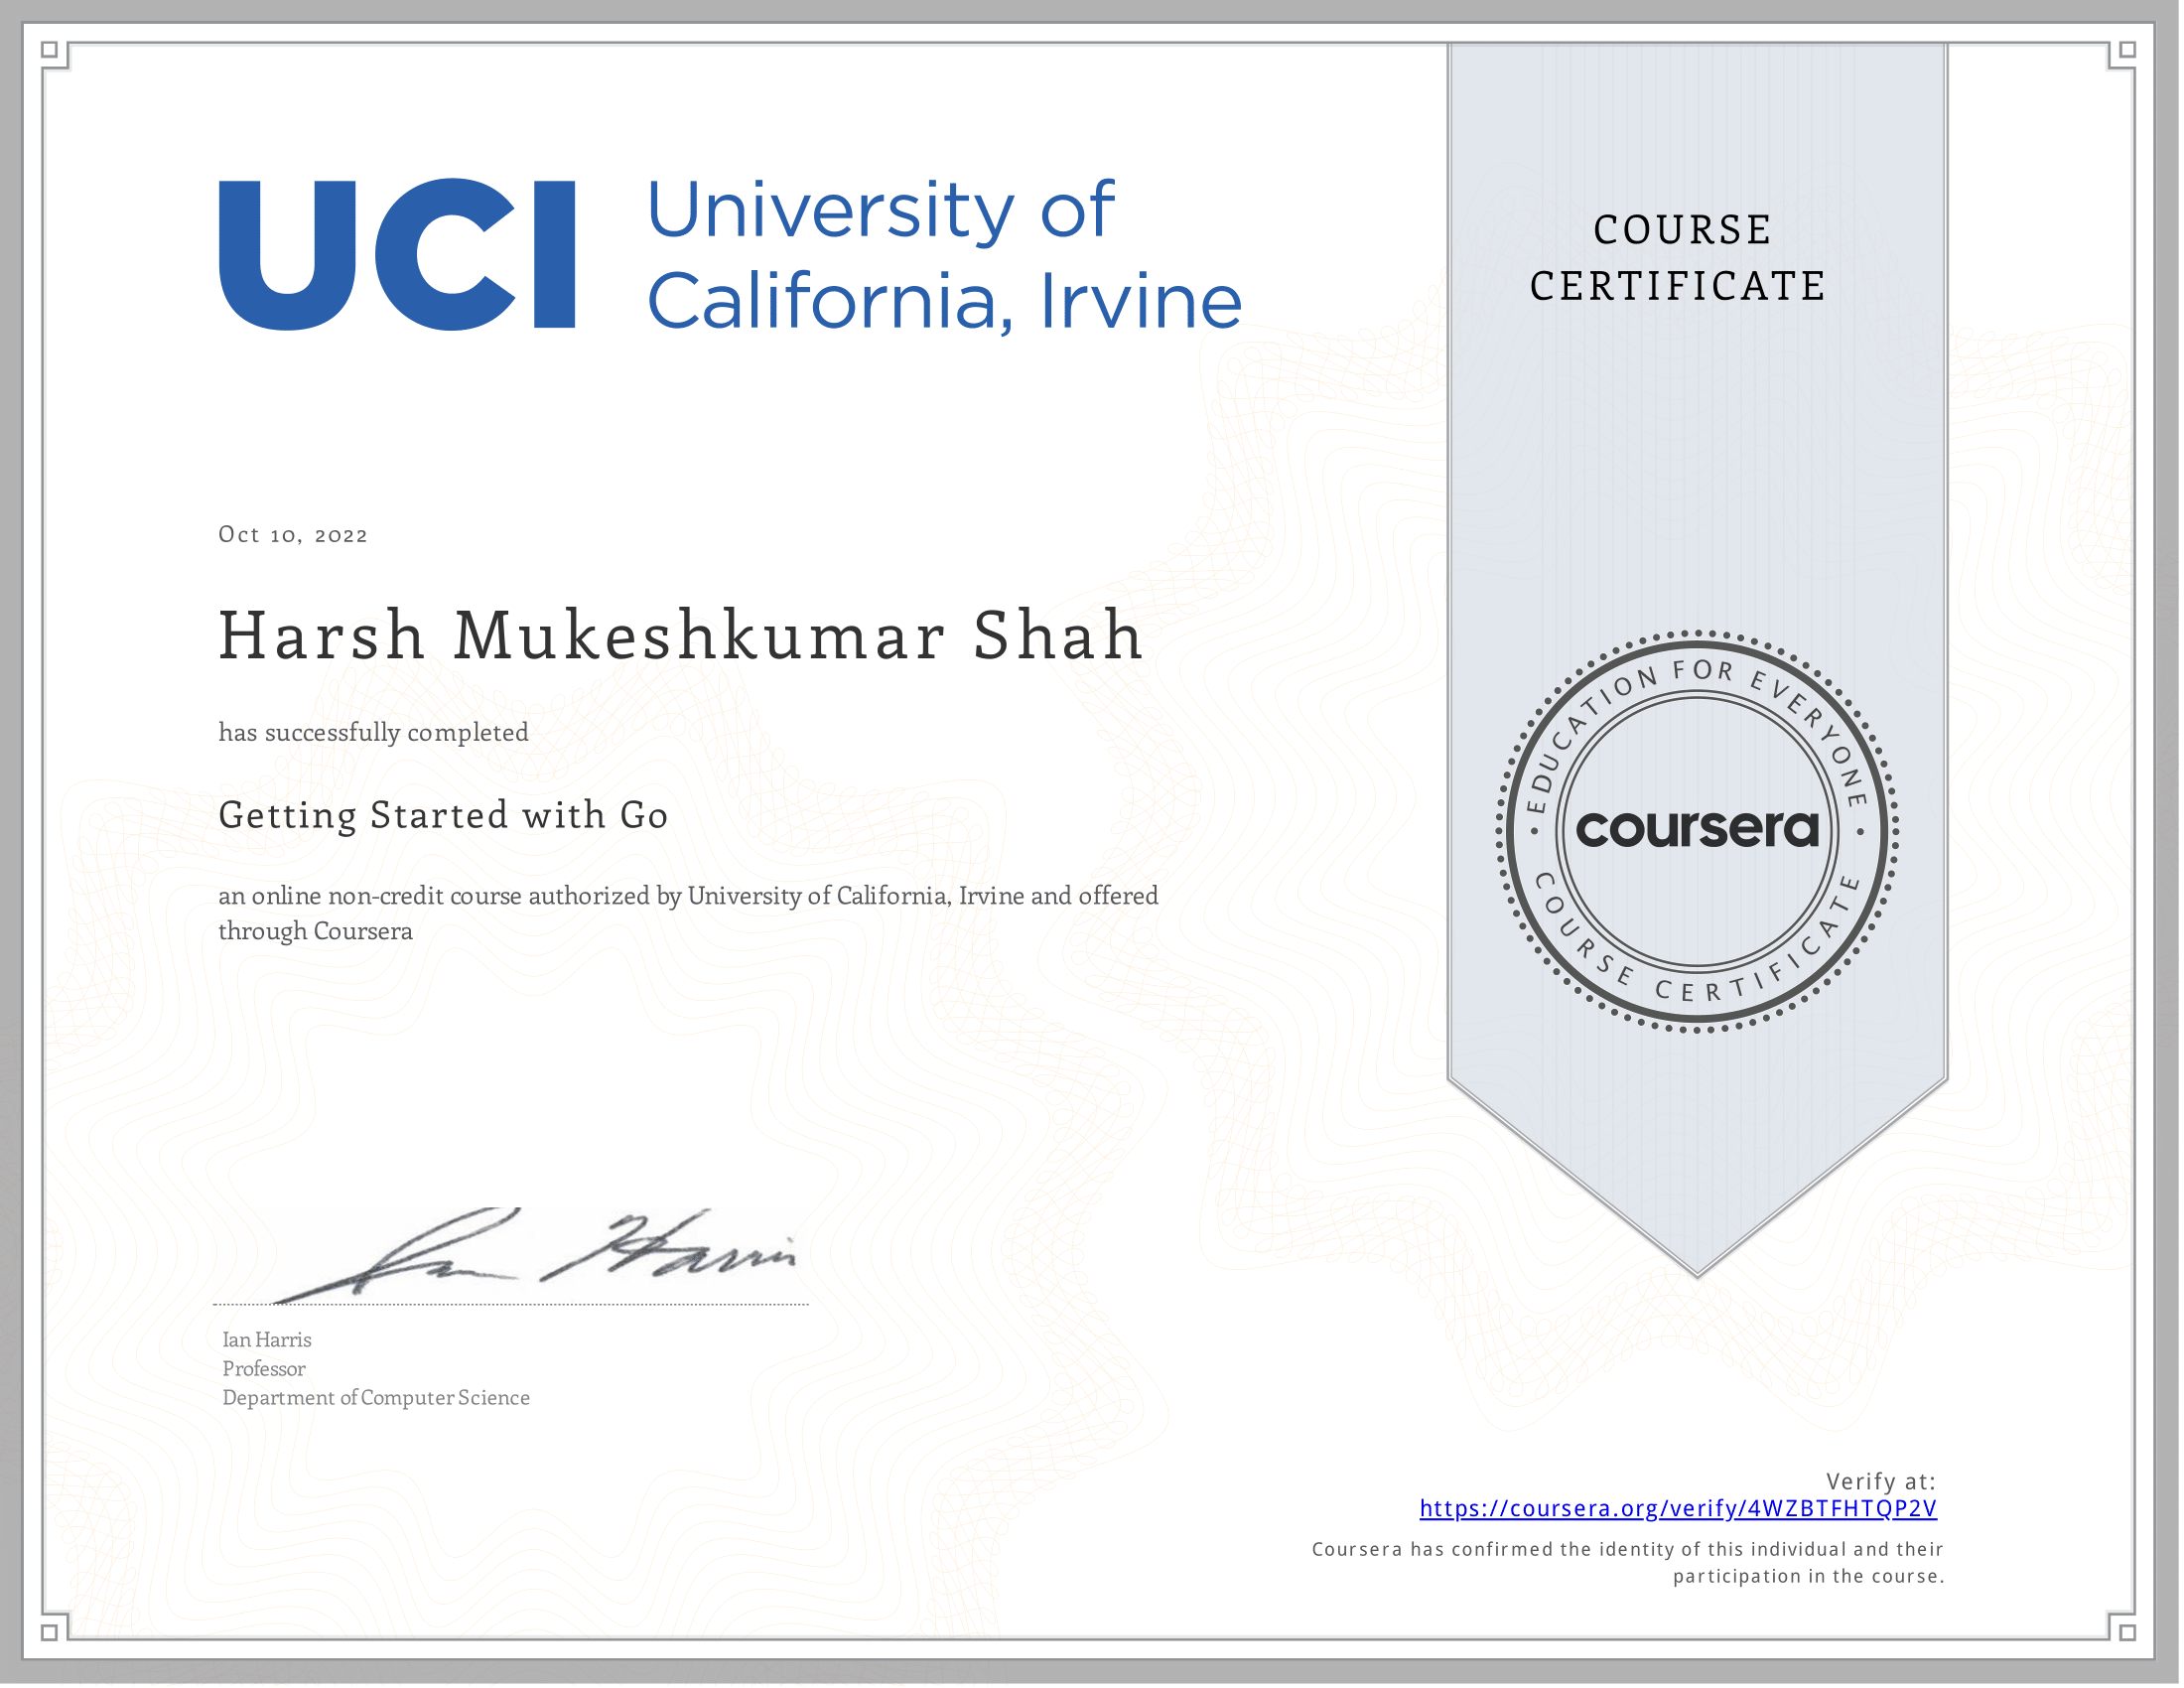 UCI University of
California, Irvine
COURSE
CERTIFICATE
Oct 10, 2022
Harsh Mukeshkumar Shah
has successfully completed
Getting Started with Go
an online non-credit course authorized by University of California, Irvine and offered
through Coursera
• EDUCATION FOR EVERYONE •
coursera
COURSE CERTIFICATE
Ian Harris
Ian Harris
Professor
Department of Computer Science
Verify at:
https://coursera.org/verify/4WZBTFHTQP2V
Coursera has confirmed the identity of this individual and their
participation in the course.